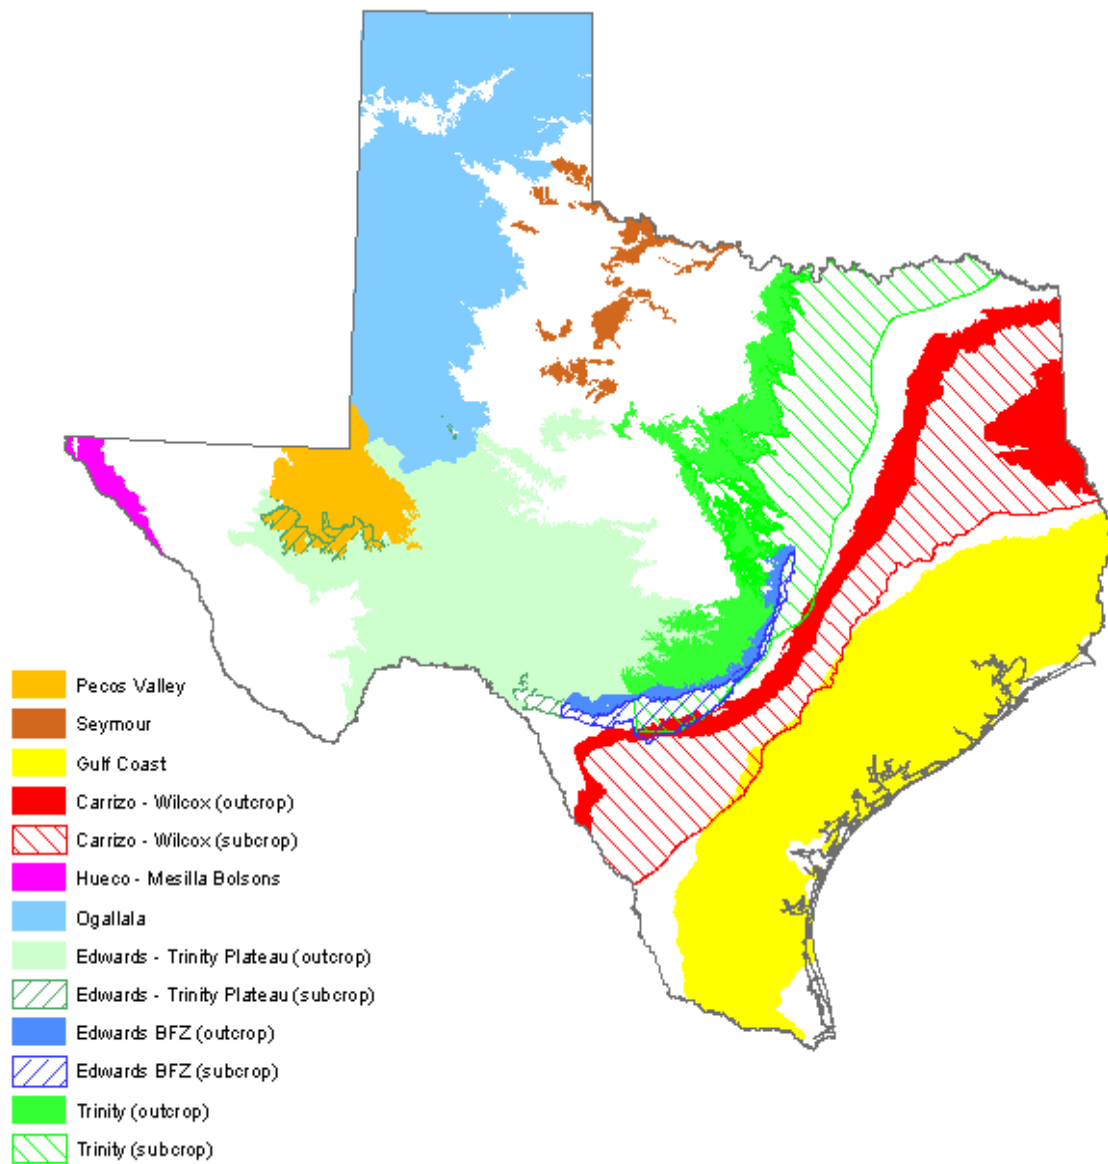 Pecos Valley
Seymour
Gulf Coast
Carrizo - Wilcox (outcrop)
Carrizo - Wilcox (subcrop)
Hueco - Mesilla Bolsons
Ogallala
Edwards - Trinity Plateau (outcrop)
Edwards - Trinity Plateau (subcrop)
Edwards BFZ (outcrop)
Edwards BFZ (subcrop)
Trinity (outcrop)
Trinity (subcrop)